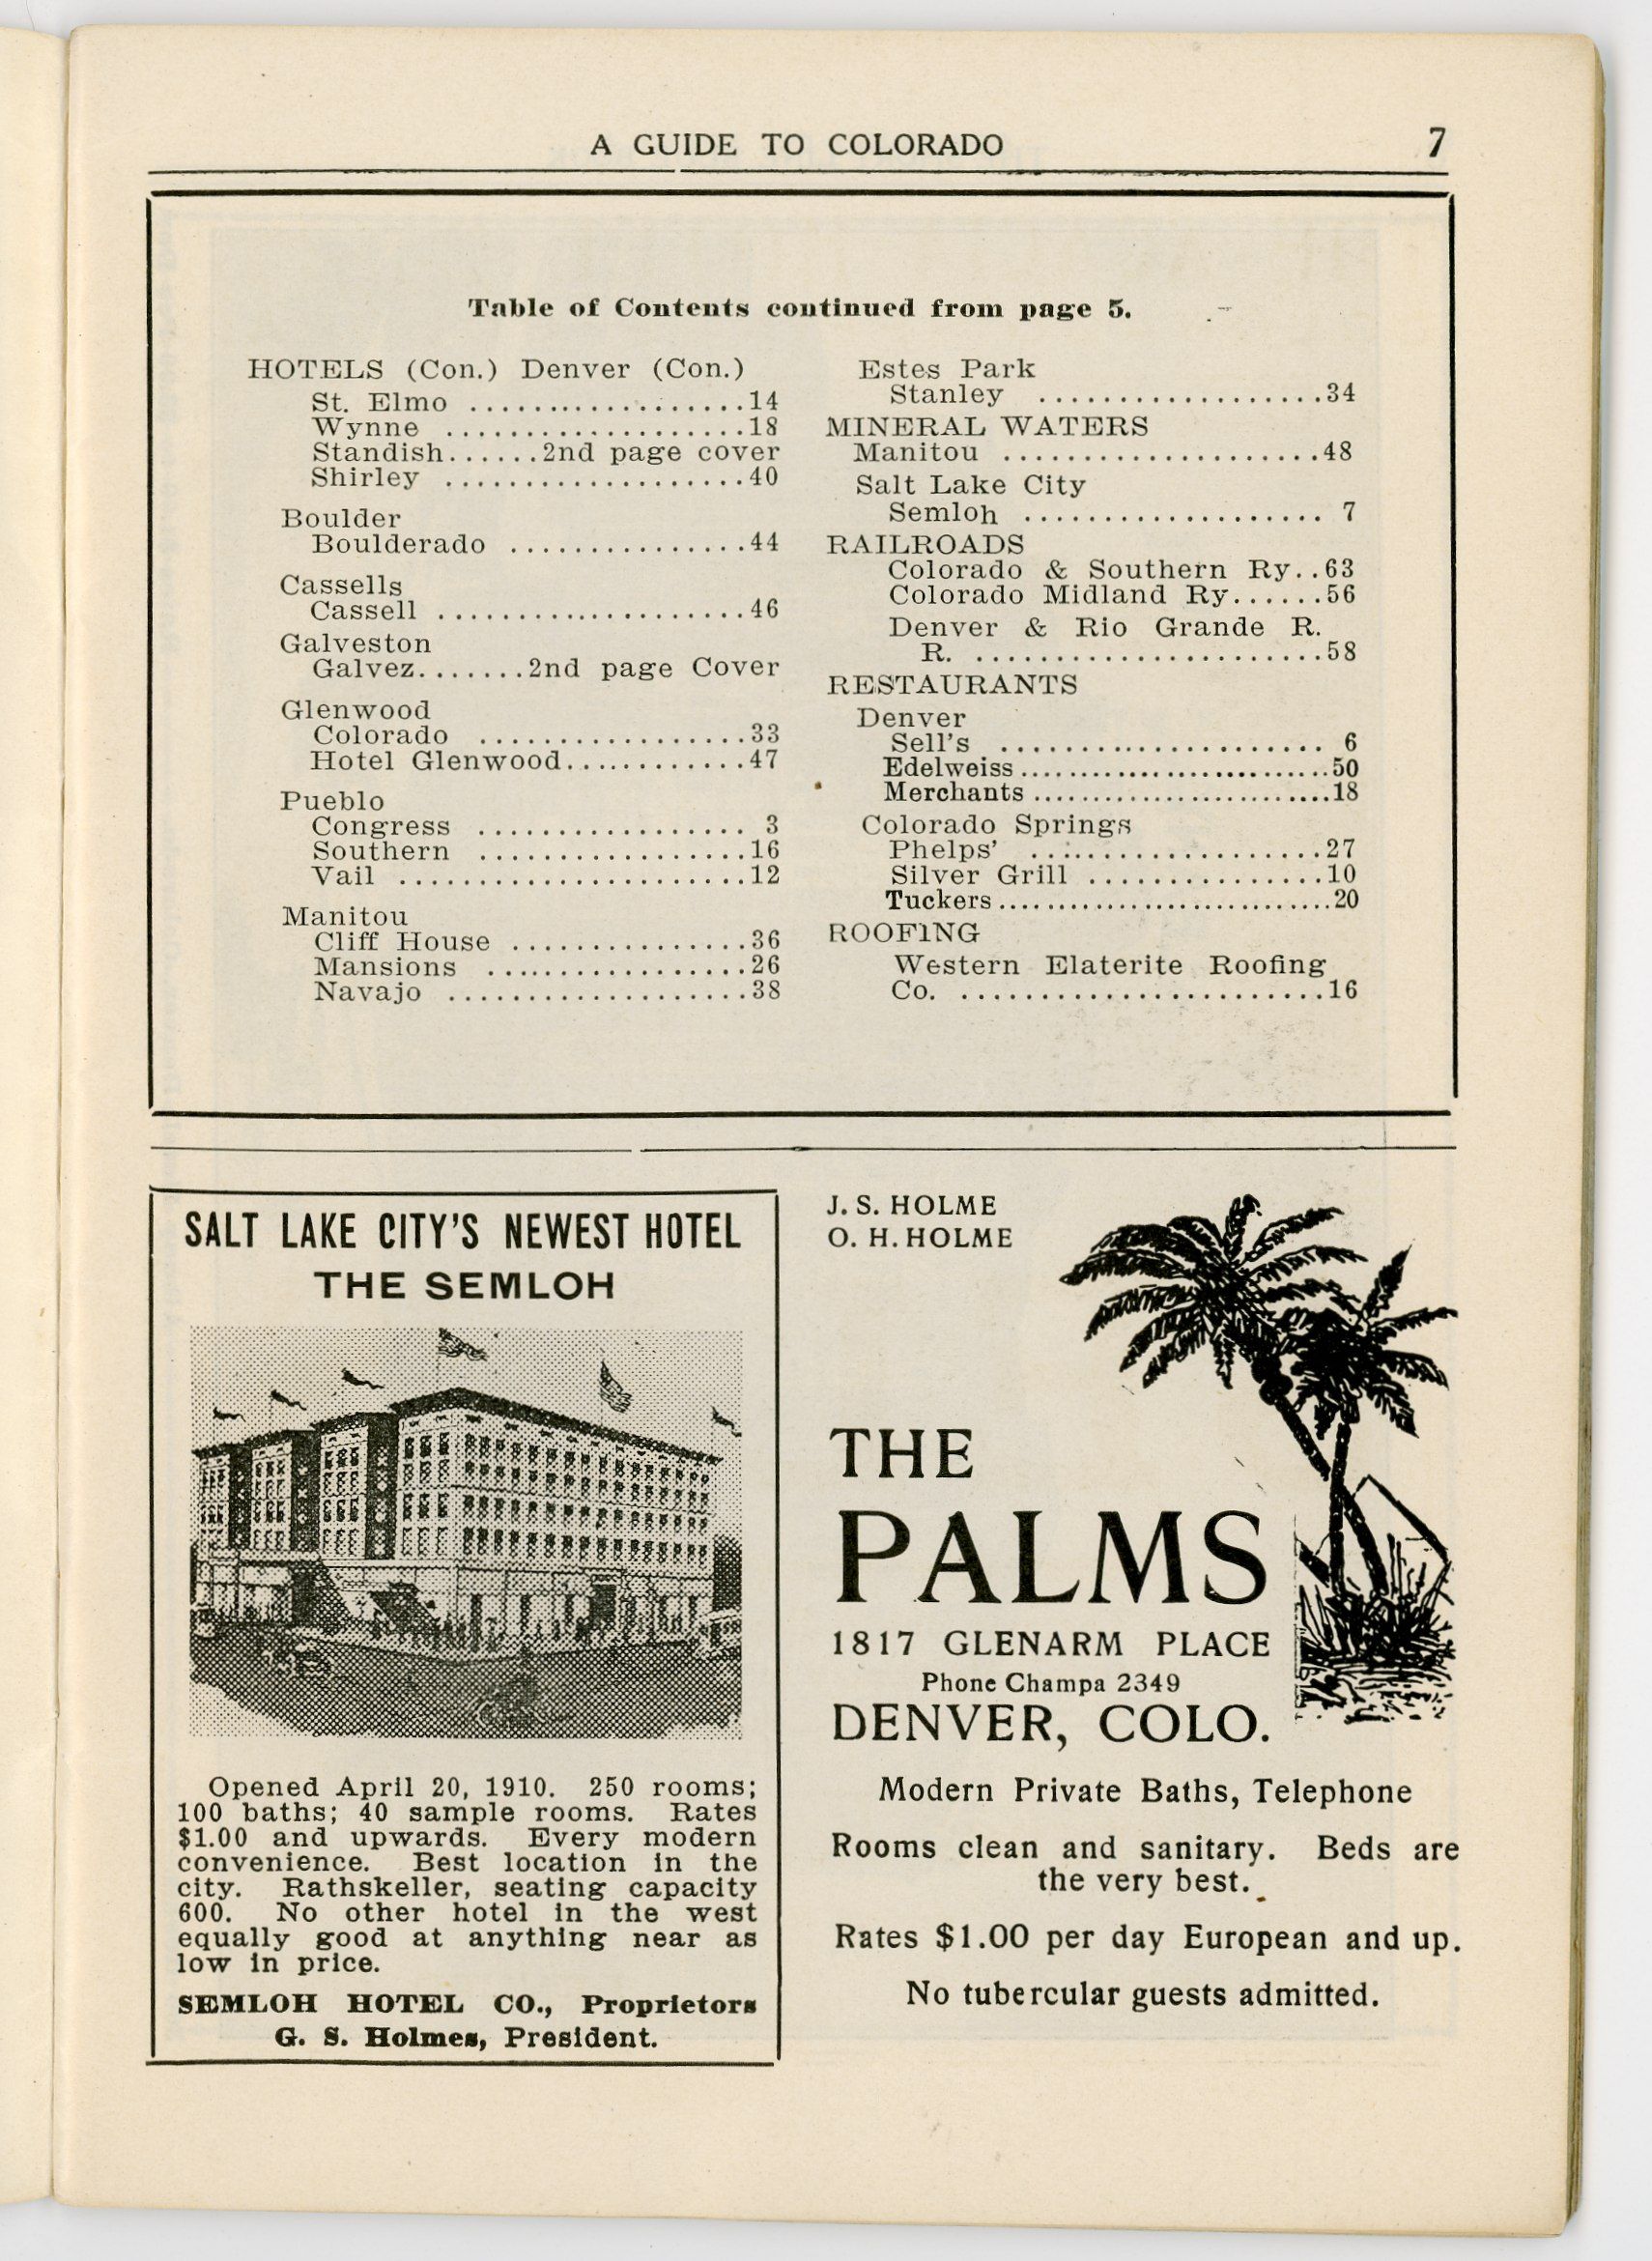 A GUIDE TO COLORADO 7
Table of Contents continued from page 5.
HOTELS (Con.) Denver (Con.)
St. Elmo ..................14
Wynne ...................18
Standish......2nd page cover
Shirley ...................40
Boulder
Boulderado ...............44
Cassells
Cassell ....................46
Galveston
Galvez.......2nd page Cover
Glenwood
Colorado .................33
Hotel Glenwood............47
Pueblo
Congress ................. 3
Southern .................16
Vail ......................12
Manitou
Cliff House ...............36
Mansions .................26
Navajo ...................38
Estes Park
Stanley ..................34
MINERAL WATERS
Manitou ....................48
Salt Lake City
Semloh ................... 7
RAILROADS
Colorado & Southern Ry..63
Colorado Midland Ry......56
Denver & Rio Grande R.
R. ......................58
RESTAURANTS
Denver
Sell's ..................... 6
Edelweiss............................50
Merchants...........................18
Colorado Springs
Phelps' ...................27
Silver Grill ...............10
Tuckers..............................20
ROOF1NG
Western Elaterite Roofing
Co. .......................16
SALT LAKE CITY'S NEWEST HOTEL
THE SEMLOH
Opened April 20, 1910. 250 rooms;
100 baths; 40 sample rooms. Rates
$1.00 and upwards. Every modern
convenience. Best location in the
city. Rathskeller, seating capacity
600. No other hotel in the west
equally good at anything near as
low in price.
SEMLOH HOTEL CO., Proprietors
G. S. Holmes, President.
J. S. HOLME
O. H. HOLME
THE
PALMS
1817 GLENARM PLACE
Phone Champa 2349
DENVER, COLO.
Modern Private Baths, Telephone
Rooms clean and sanitary. Beds are
the very best.
Rates $1.00 per day European and up.
No tubercular guests admitted.